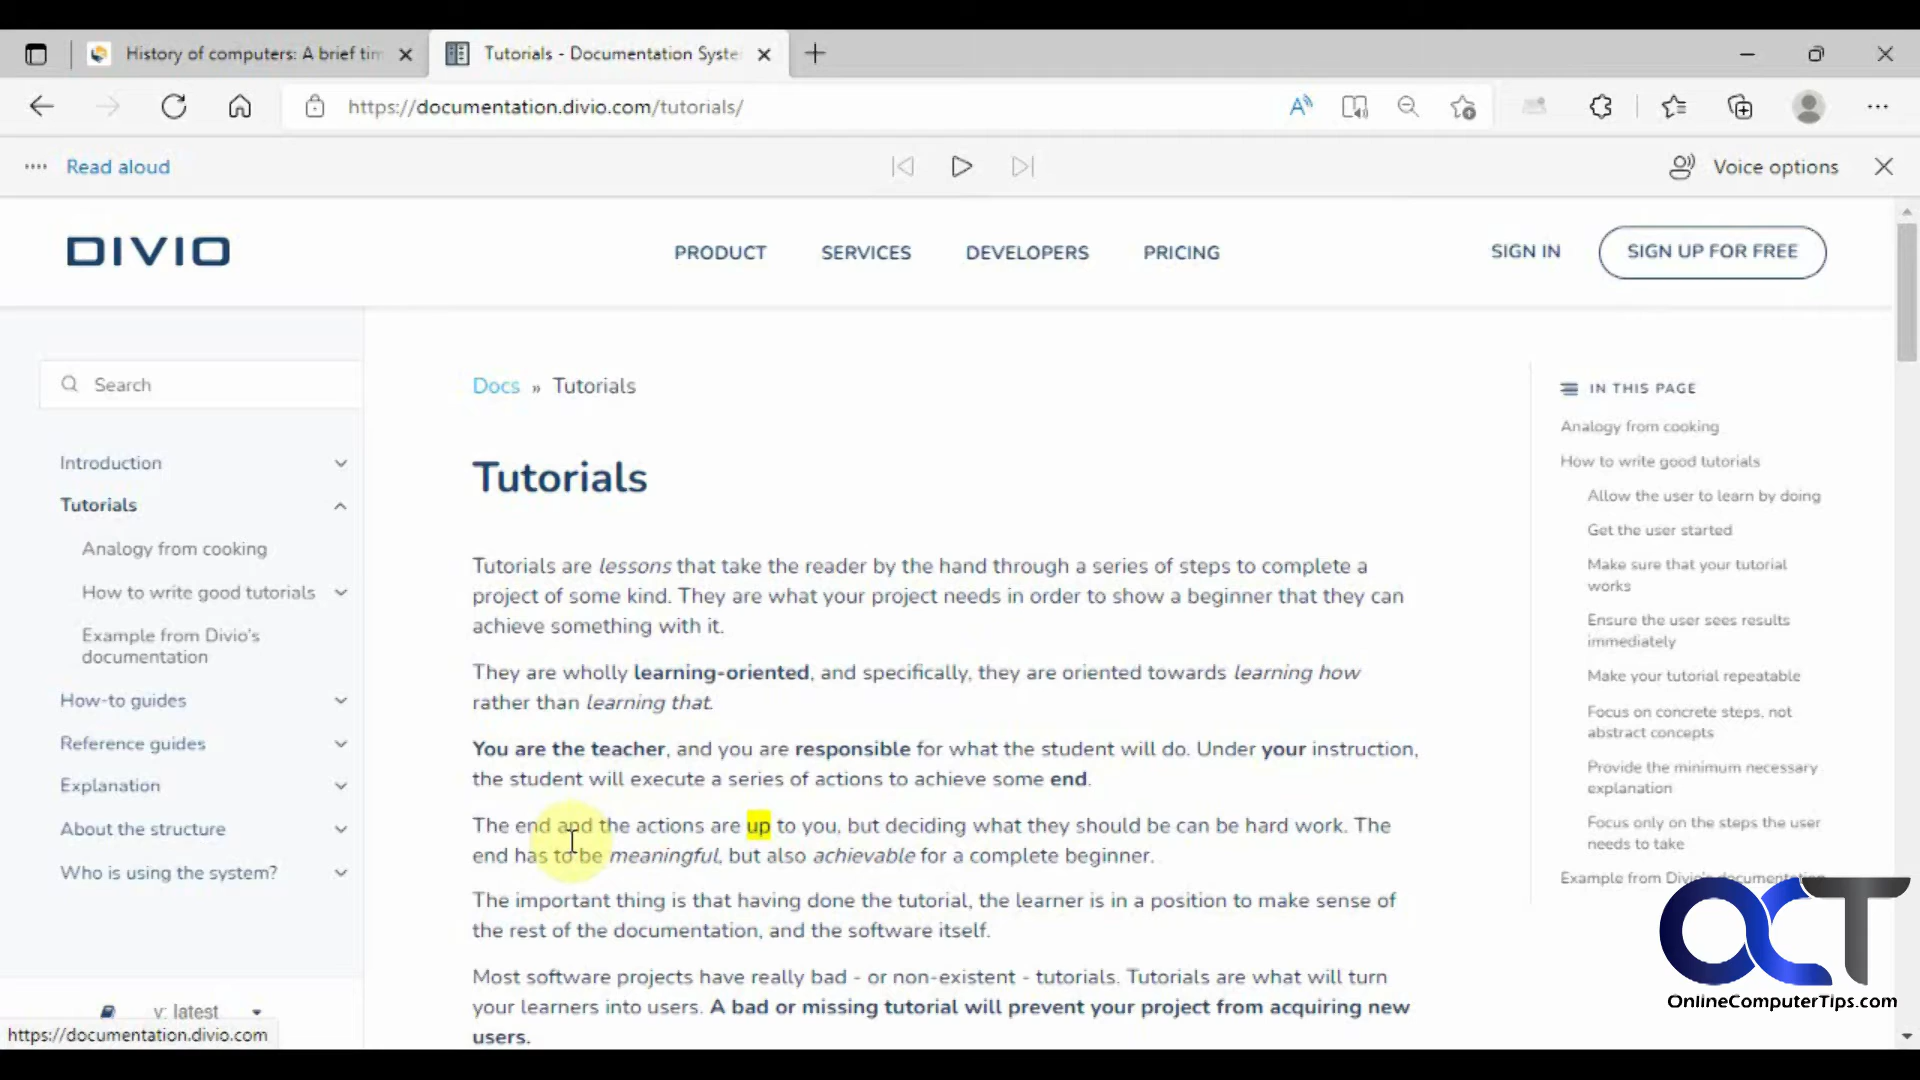 History of computers: A brief tim
Tutorials - Documentation Syste
https://documentation.divio.com/tutorials/
Read aloud
Voice options
DIVIO
PRODUCT
SERVICES
DEVELOPERS
PRICING
SIGN IN
SIGN UP FOR FREE
Search
Introduction
Tutorials
Analogy from cooking
How to write good tutorials
Example from Divio's
documentation
How-to guides
Reference guides
Explanation
About the structure
Who is using the system?
v: latest
https://documentation.divio.com
Docs » Tutorials
Tutorials
Tutorials are lessons that take the reader by the hand through a series of steps to complete a
project of some kind. They are what your project needs in order to show a beginner that they can
achieve something with it.
They are wholly learning-oriented, and specifically, they are oriented towards learning how
rather than learning that.
You are the teacher, and you are responsible for what the student will do. Under your instruction,
the student will execute a series of actions to achieve some end.
The end and the actions are up to you, but deciding what they should be can be hard work. The
end has to be meaningful, but also achievable for a complete beginner.
The important thing is that having done the tutorial, the learner is in a position to make sense of
the rest of the documentation, and the software itself.
Most software projects have really bad - or non-existent - tutorials. Tutorials are what will turn
your learners into users. A bad or missing tutorial will prevent your project from acquiring new
users.
IN THIS PAGE
Analogy from cooking
How to write good tutorials
Allow the user to learn by doing
Get the user started
Make sure that your tutorial
works
Ensure the user sees results
immediately
Make your tutorial repeatable
Focus on concrete steps, not
abstract concepts
Provide the minimum necessary
explanation
Focus only on the steps the user
needs to take
Example from Divio's documentation
OCT
OnlineComputerTips.com